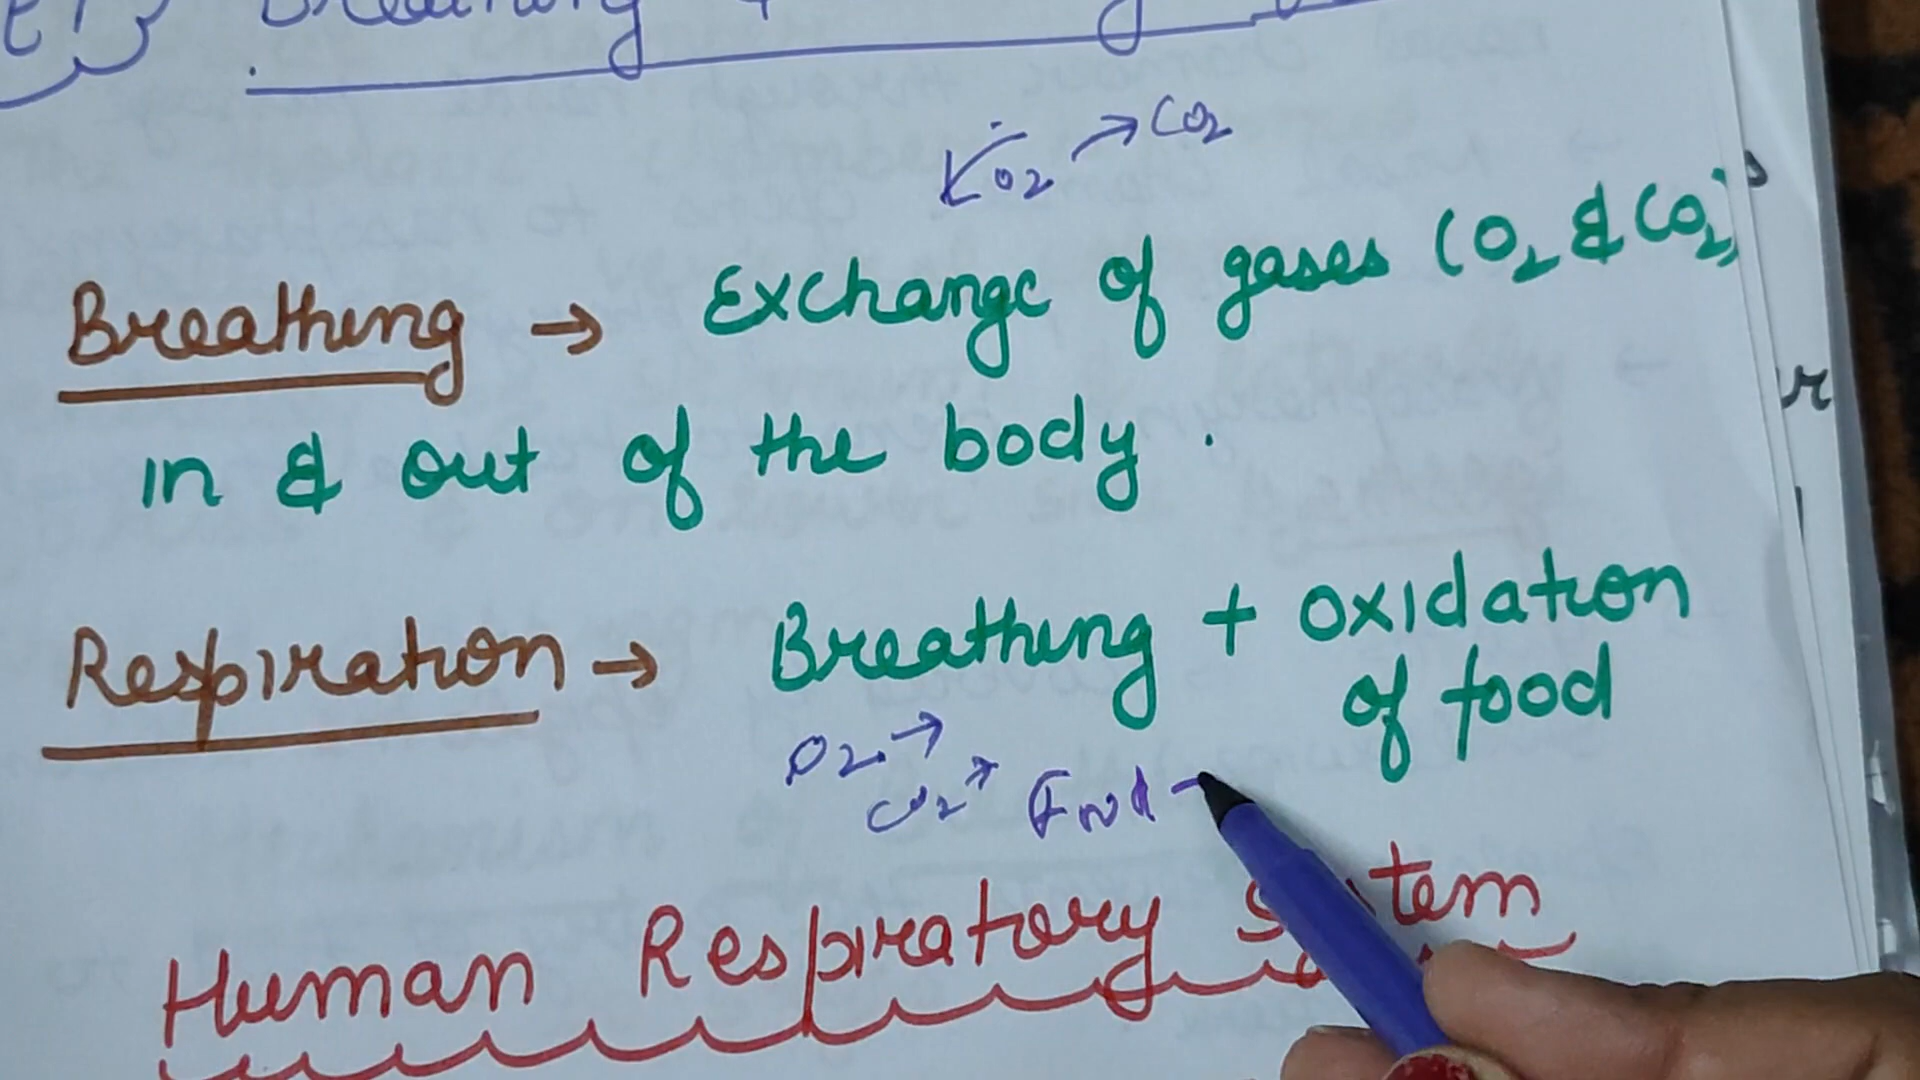 Breathing
O2 → CO2
Breathing → Exchange of gases (O2 & CO2)
in & out of the body.
Respiration → Breathing + oxidation
of food
O2 →
CO2 → Food -
Human Respiratory System